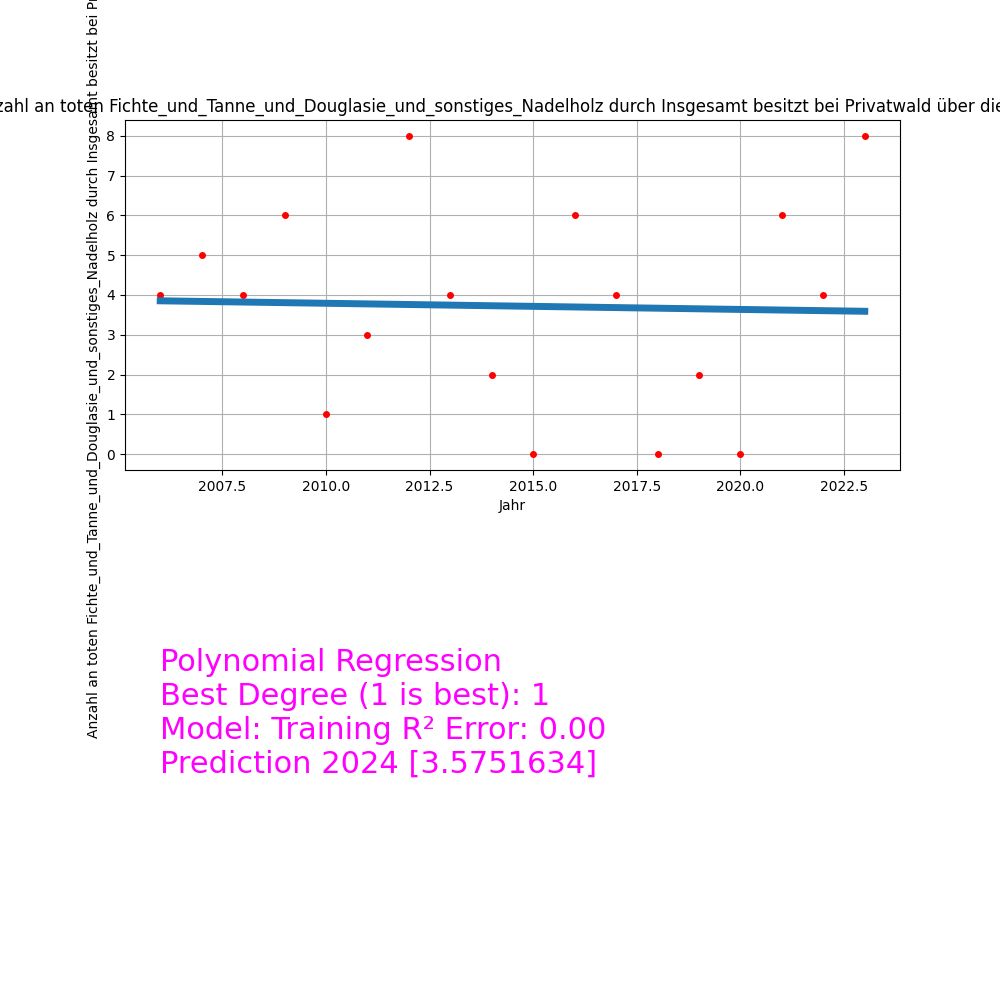 an toten Fichte_und_Tanne_und_Douglasie_und_sonstiges_Nadelholz durch Insgesamt besitzt bei Privatwald über
Anzahl an toten Fichte_und_Tanne_und_Douglasie_und_sonstiges_Nadelholz durch Insgesamt besitzt bei
8
7
6
5
4
3
2
1
0
2007.5 2010.0 2012.5 2015.0 2017.5 2020.0 2022.5
Jahr
Polynomial Regression
Best Degree (1 is best): 1
Model: Training R² Error: 0.00
Prediction 2024 [3.5751634]